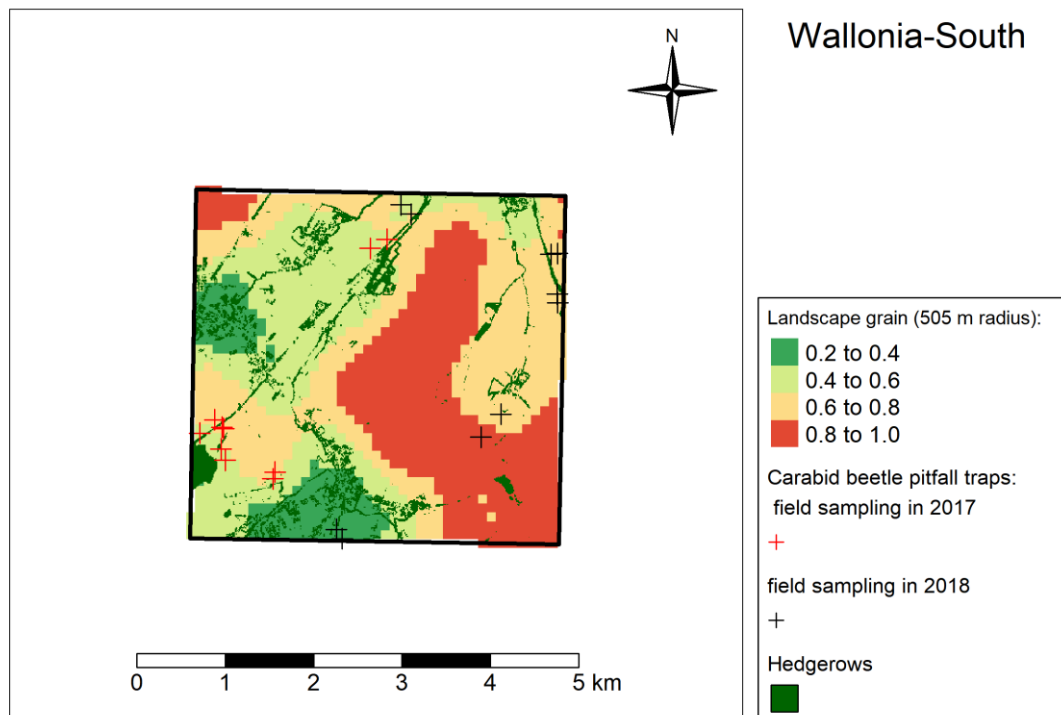 Wallonia-South
N
Landscape grain (505 m radius):
0.2 to 0.4
0.4 to 0.6
0.6 to 0.8
0.8 to 1.0
Carabid beetle pitfall traps:
field sampling in 2017
field sampling in 2018
Hedgerows
0 1 2 3 4 5 km